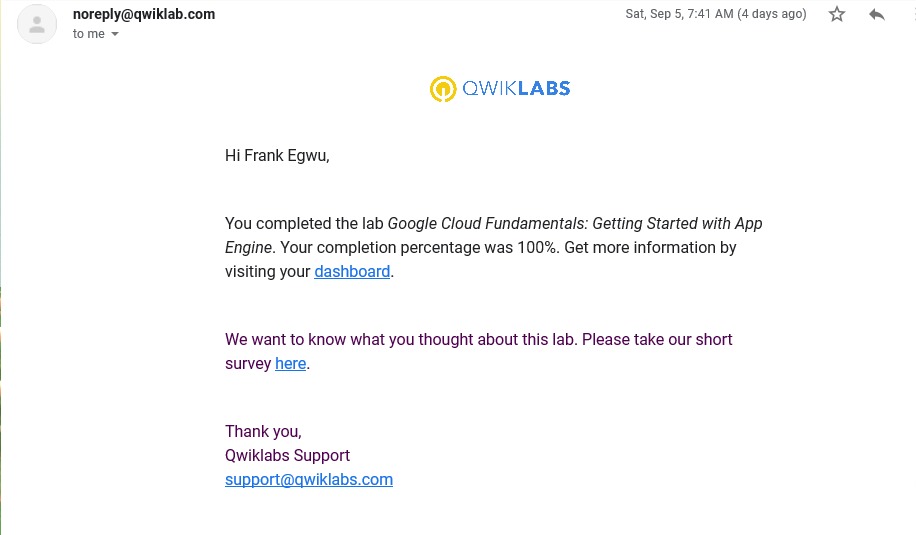 noreply@qwiklab.com
Sat, Sep 5, 7:41 AM (4 days ago)
to me
QWIKLABS
Hi Frank Egwu,
You completed the lab Google Cloud Fundamentals: Getting Started with App
Engine. Your completion percentage was 100%. Get more information by
visiting your dashboard.
We want to know what you thought about this lab. Please take our short
survey here.
Thank you,
Qwiklabs Support
support@qwiklabs.com